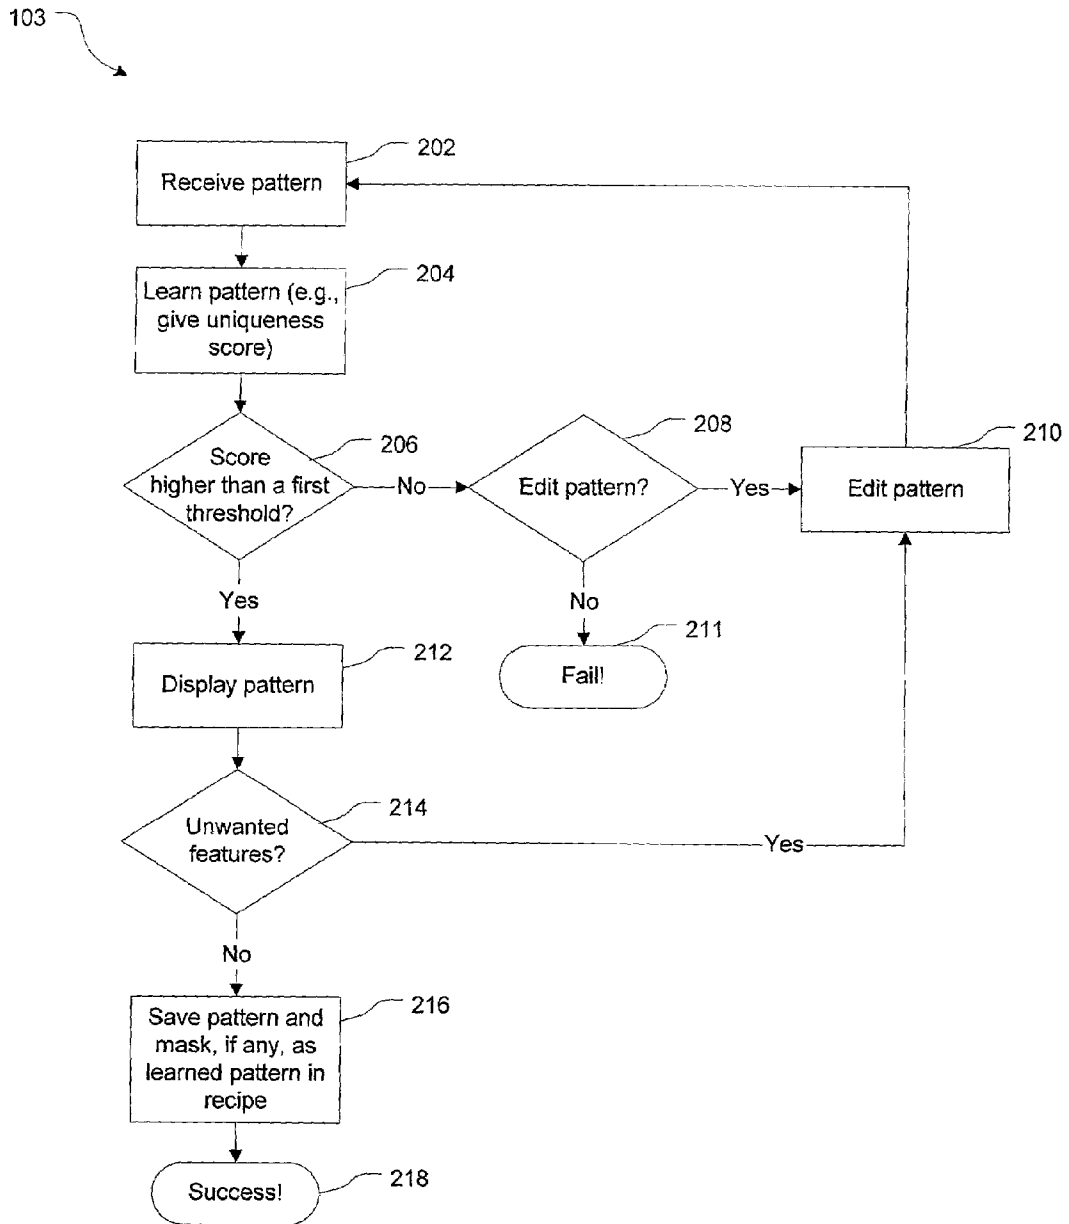 103
202
Receive pattern
204
Learn pattern (e.g.,
give uniqueness
score)
206
Score
higher than a first
threshold?
No
208
Edit pattern?
Yes
210
Edit pattern
Yes
No
211
Fail!
212
Display pattern
214
Unwanted
features?
Yes
No
216
Save pattern and
mask, if any, as
learned pattern in
recipe
218
Success!